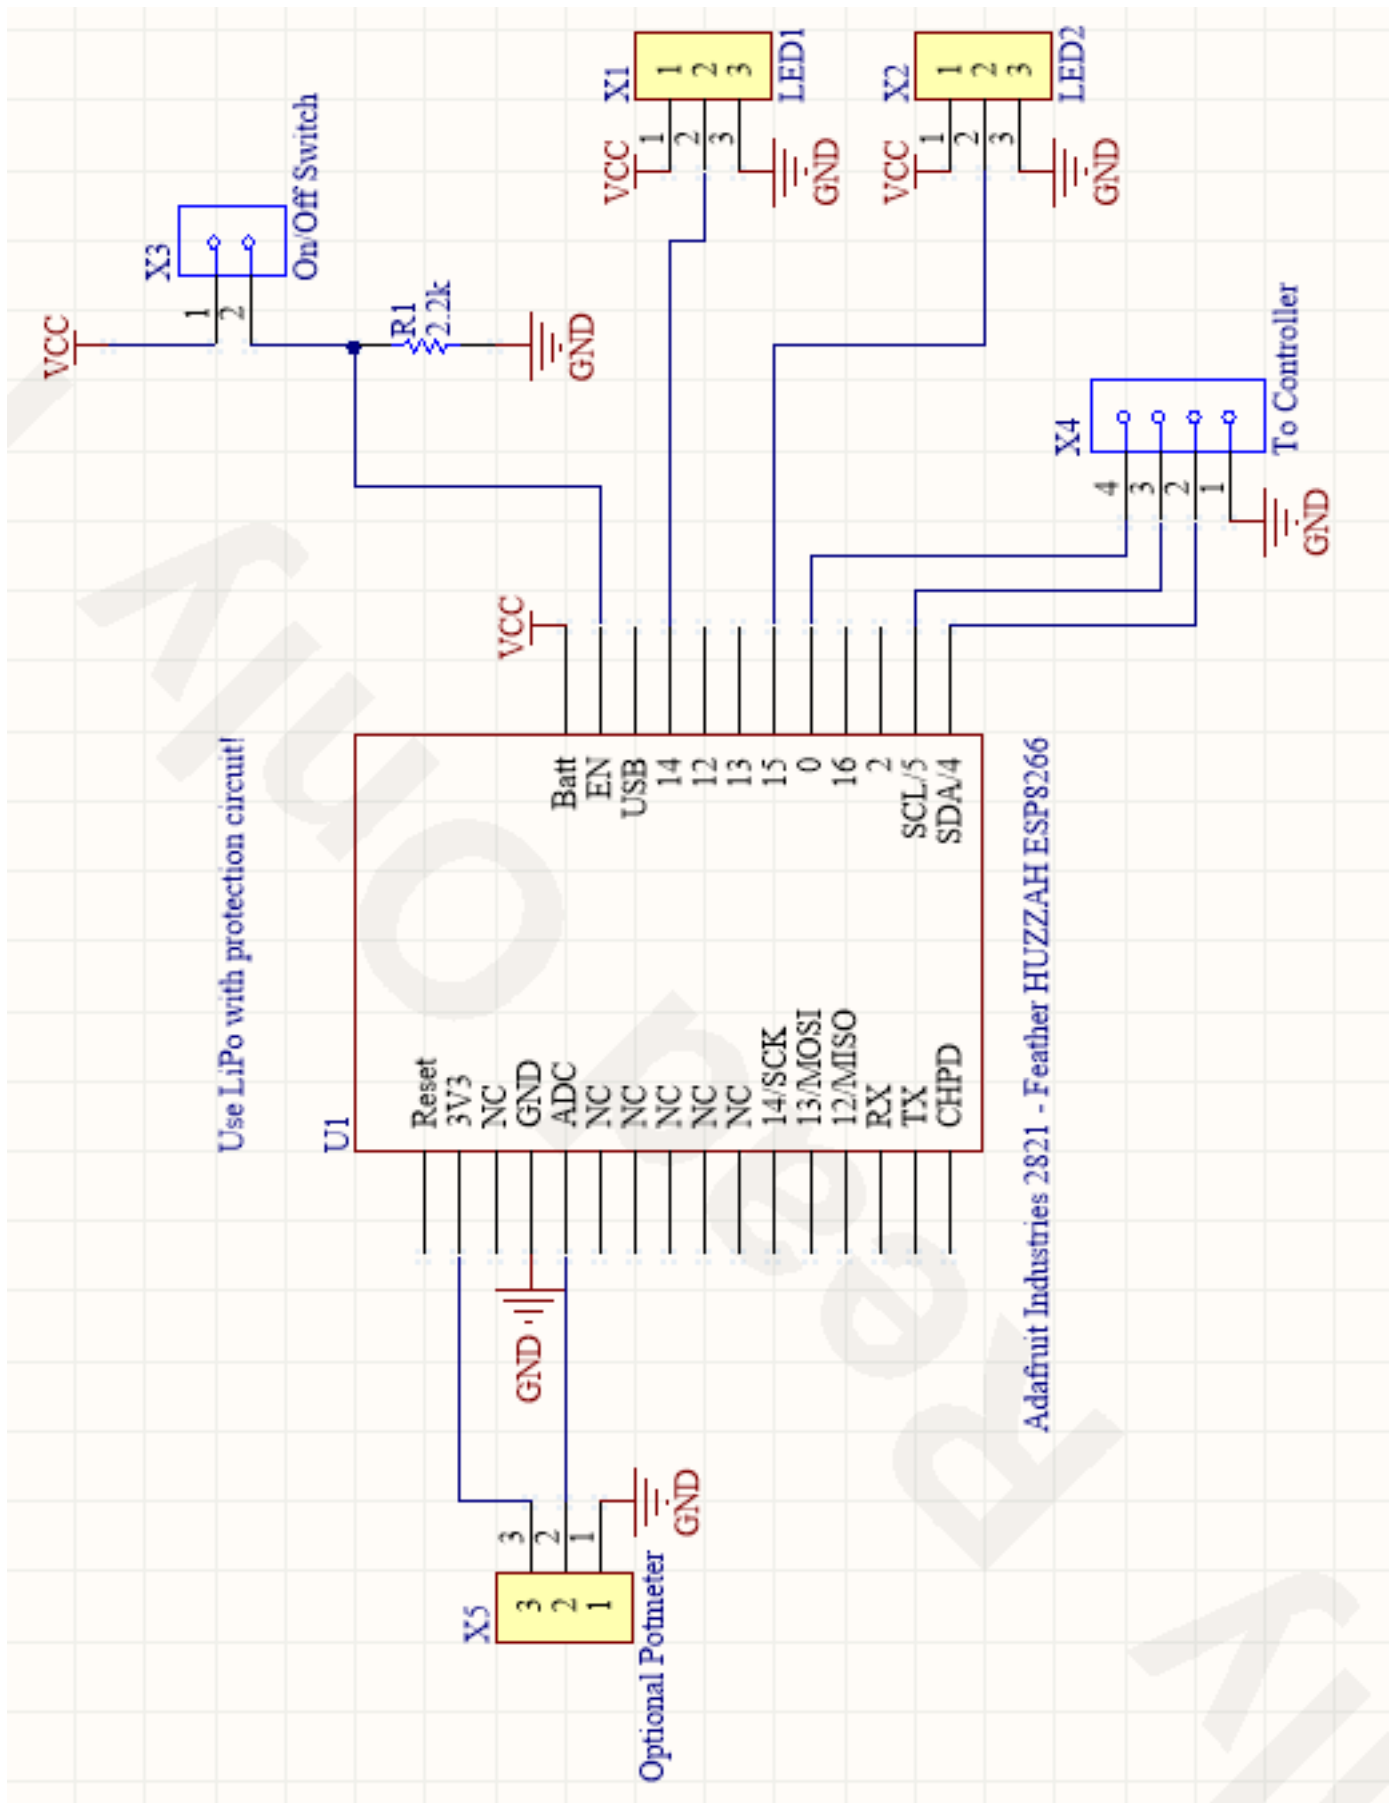 Use LiPo with protection circuit!
U1
Reset
3V3
NC
GND
ADC
NC
NC
NC
NC
NC
14/SCK
13/MOSI
12/MISO
RX
TX
CHPD
Batt
EN
USB
14
12
13
15
0
16
2
SCL/5
SDA/4
Adafruit Industries 2821 - Feather HUZZAH ESP8266
X5
3
2
1
3
2
1
Optional Potmeter
GND
GND
VCC
VCC
X3
1
2
On/Off Switch
R1
2.2k
GND
X1
1
2
3
1
2
3
LED1
VCC
GND
X2
1
2
3
1
2
3
LED2
VCC
GND
X4
4
3
2
1
To Controller
GND
Read Only
ly